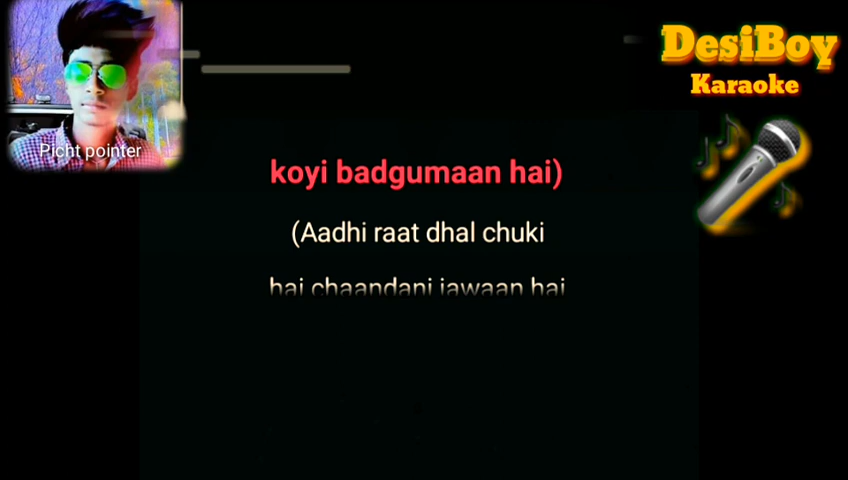 DesiBoy
Karaoke
Picht pointer
koyi badgumaan hai)
(Aadhi raat dhal chuki
hai chaandani jawaan hai